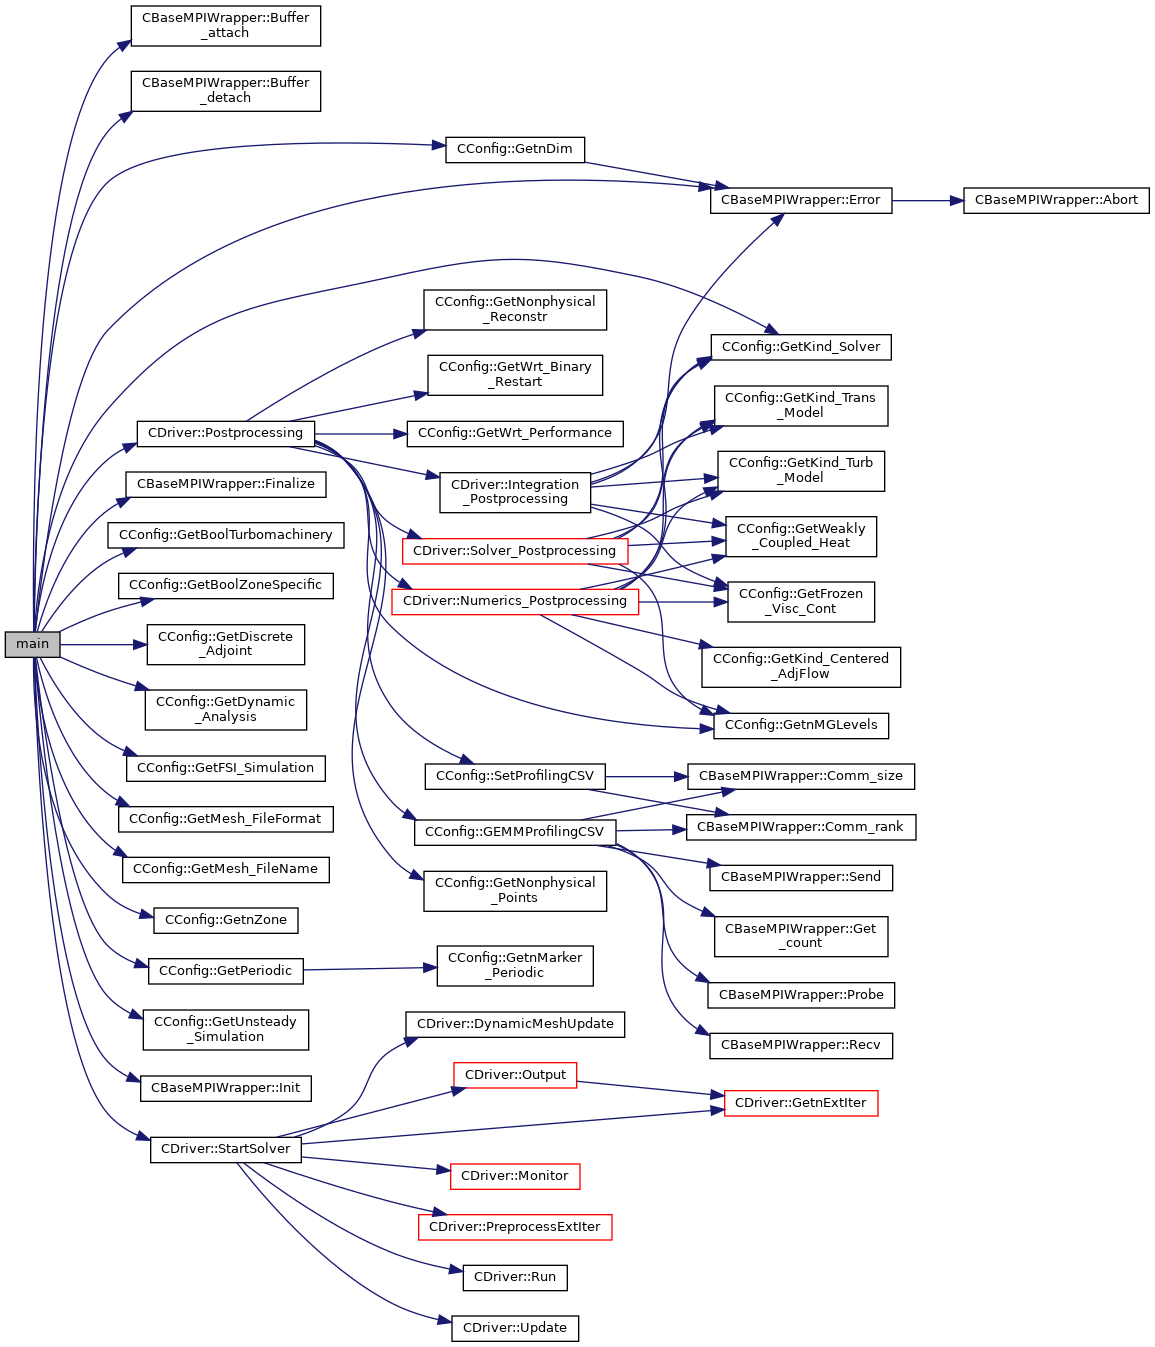 CBaseMPIWrapper::Buffer
_attach
CBaseMPIWrapper::Buffer
_detach
CConfig::GetnDim
CBaseMPIWrapper::Error
CBaseMPIWrapper::Abort
CConfig::GetNonphysical
_Reconstr
CConfig::GetKind_Solver
CConfig::GetWrt_Binary
_Restart
CConfig::GetKind_Trans
_Model
CDriver::Postprocessing
CConfig::GetWrt_Performance
CConfig::GetKind_Turb
_Model
CBaseMPIWrapper::Finalize
CDriver::Integration
_Postprocessing
CConfig::GetBoolTurbomachinery
CConfig::GetWeakly
_Coupled_Heat
CDriver::Solver_Postprocessing
CConfig::GetBoolZoneSpecific
CDriver::Numerics_Postprocessing
CConfig::GetFrozen
_Visc_Cont
main
CConfig::GetDiscrete
_Adjoint
CConfig::GetKind_Centered
_AdjFlow
CConfig::GetDynamic
_Analysis
CConfig::GetnMGLevels
CConfig::GetFSI_Simulation
CConfig::SetProfilingCSV
CBaseMPIWrapper::Comm_size
CConfig::GetMesh_FileFormat
CConfig::GEMMProfilingCSV
CBaseMPIWrapper::Comm_rank
CConfig::GetMesh_FileName
CConfig::GetNonphysical
_Points
CBaseMPIWrapper::Send
CConfig::GetnZone
CBaseMPIWrapper::Get
_count
CConfig::GetPeriodic
CConfig::GetnMarker
_Periodic
CBaseMPIWrapper::Probe
CConfig::GetUnsteady
_Simulation
CDriver::DynamicMeshUpdate
CBaseMPIWrapper::Recv
CBaseMPIWrapper::Init
CDriver::Output
CDriver::GetnExtIter
CDriver::StartSolver
CDriver::Monitor
CDriver::PreprocessExtIter
CDriver::Run
CDriver::Update